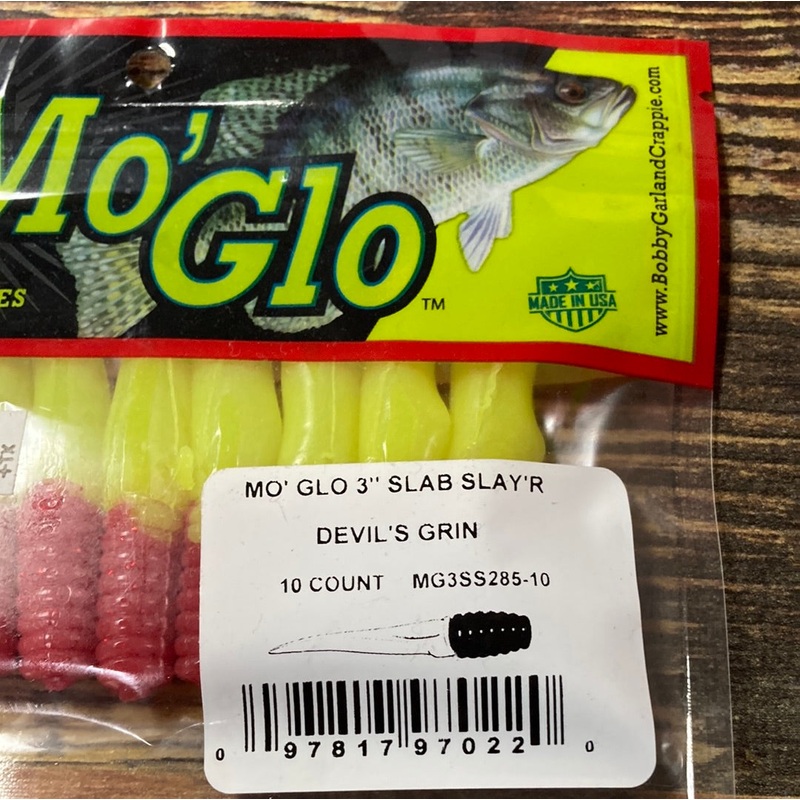 Mo'
Glo
TM
ES
MADE IN USA
www.BobbyGarlandCrappie.com
MO' GLO 3" SLAB SLAY'R
DEVIL'S GRIN
10 COUNT MG3SS285-10
0 97817 97022 0